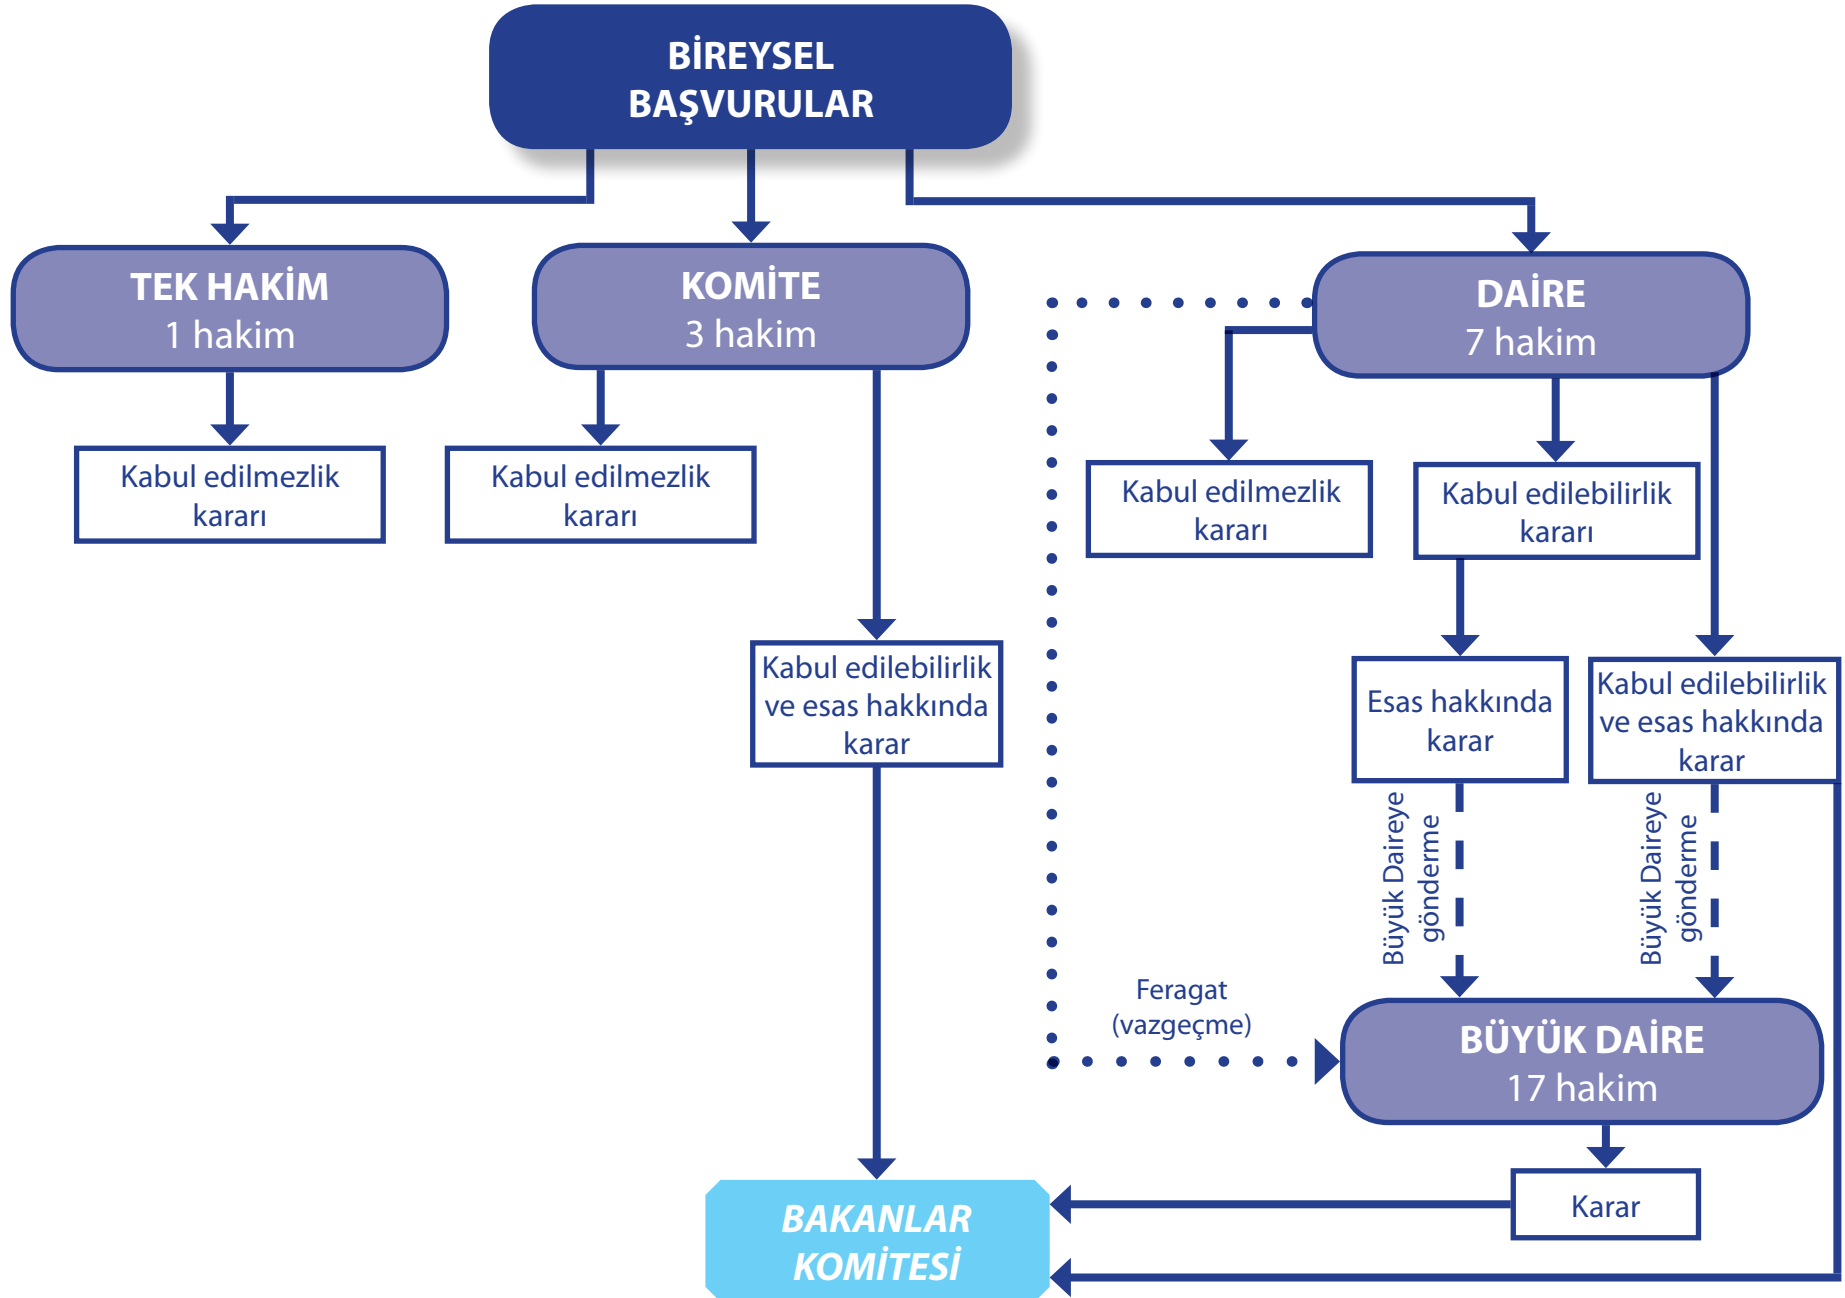 BİREYSEL
BAŞVURULAR
TEK HAKİM
1 hakim
KOMİTE
3 hakim
DAİRE
7 hakim
Kabul edilmezlik
kararı
Kabul edilmezlik
kararı
Kabul edilmezlik
kararı
Kabul edilebilirlik
kararı
Kabul edilebilirlik
ve esas hakkında
karar
Esas hakkında
karar
Kabul edilebilirlik
ve esas hakkında
karar
Büyük Daireye
gönderme
Büyük Daireye
gönderme
Feragat
(vazgeçme)
BÜYÜK DAİRE
17 hakim
Karar
BAKANLAR
KOMİTESİ